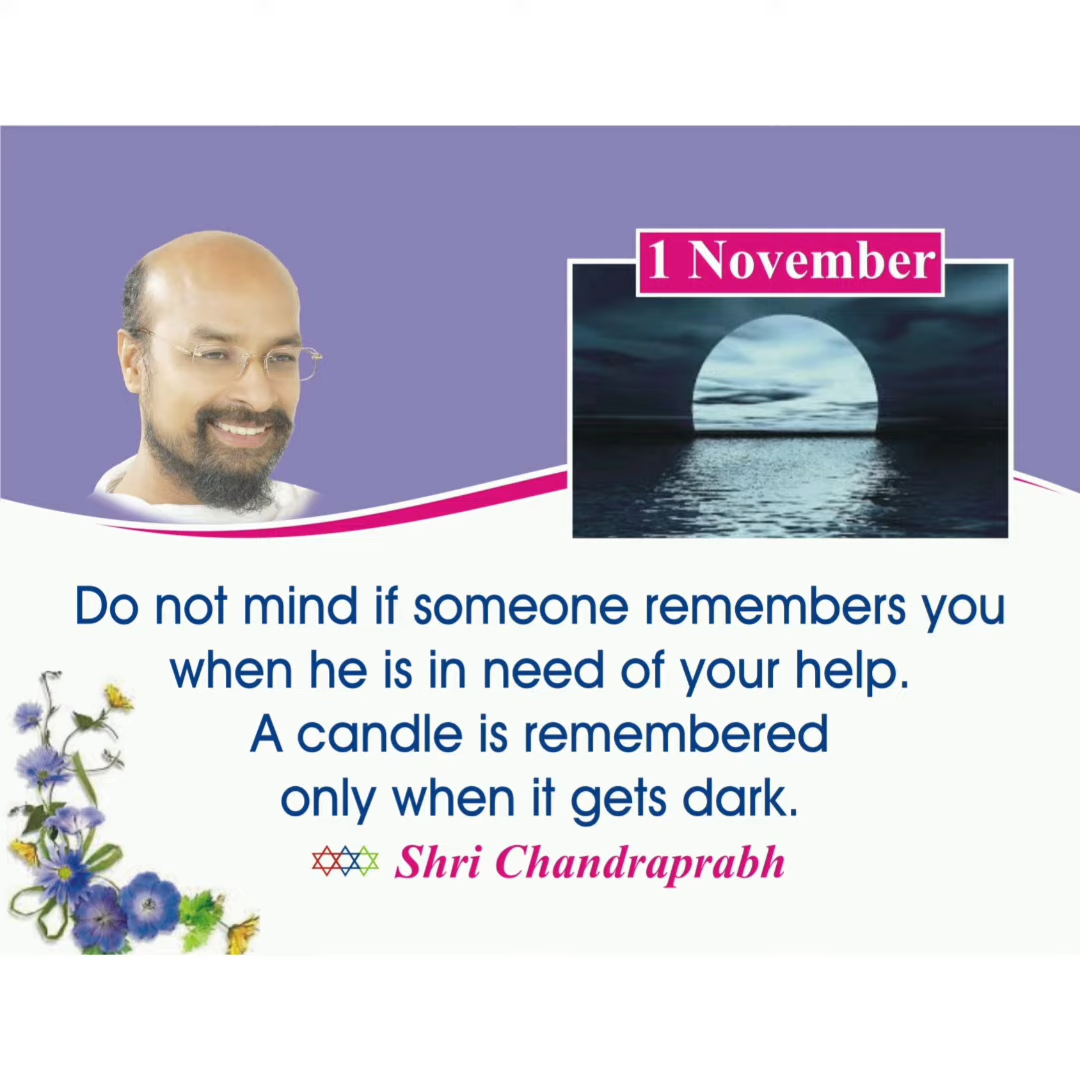 1 November
Do not mind if someone remembers you
when he is in need of your help.
A candle is remembered
only when it gets dark.
Shri Chandraprabh